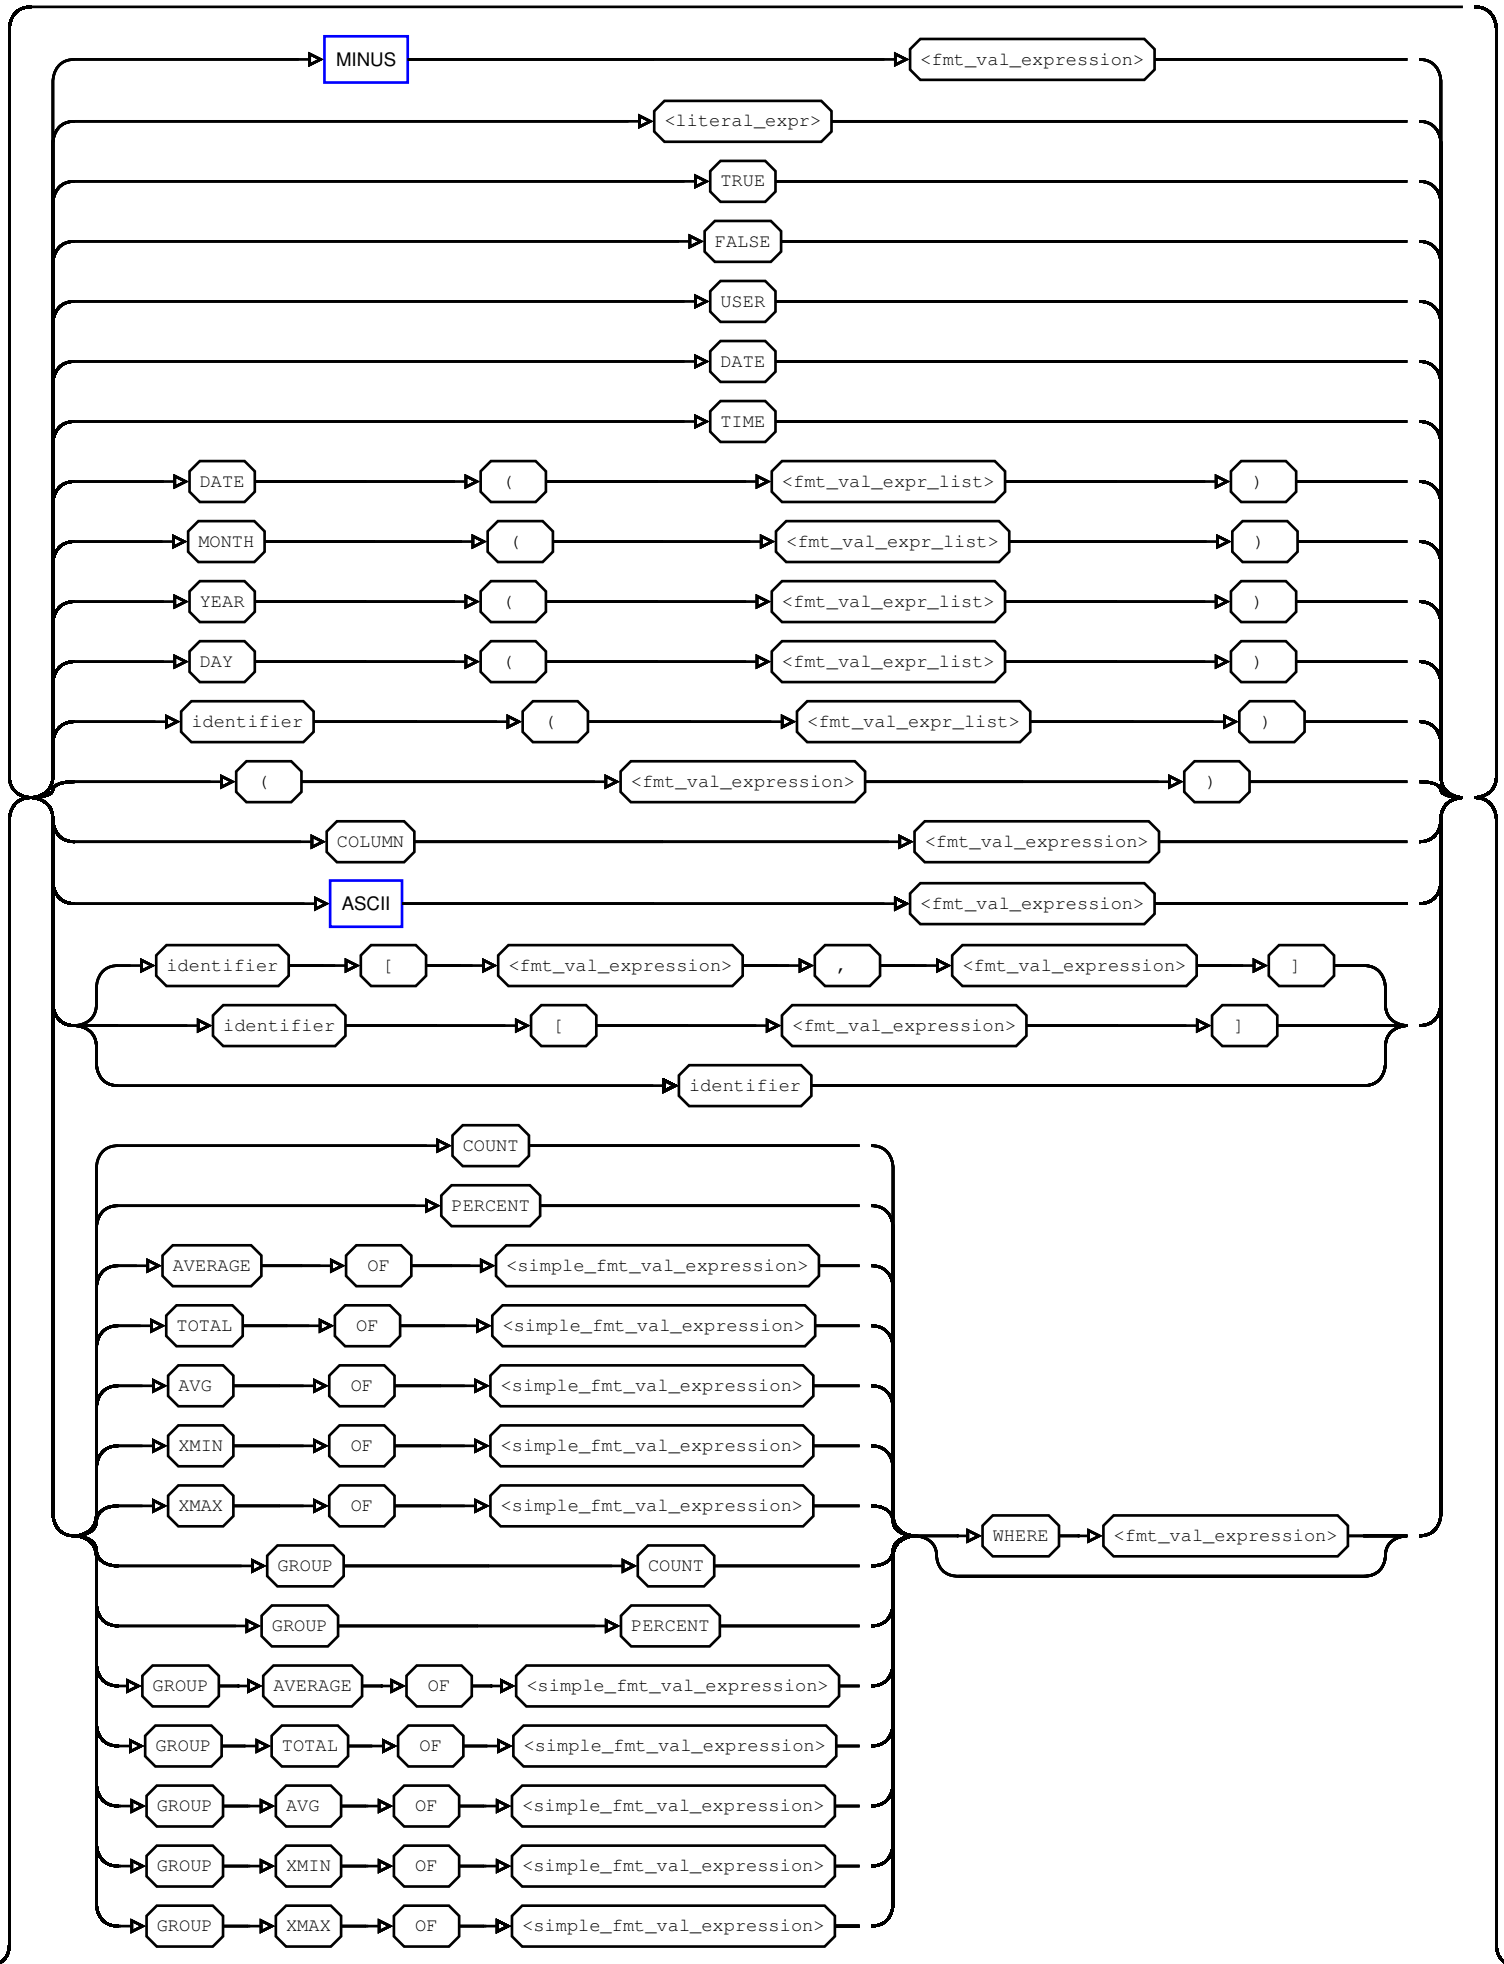 MINUS <fmt_val_expression>
<literal_expr>
TRUE
FALSE
USER
DATE
TIME
DATE ( <fmt_val_expr_list> )
MONTH ( <fmt_val_expr_list> )
YEAR ( <fmt_val_expr_list> )
DAY ( <fmt_val_expr_list> )
identifier ( <fmt_val_expr_list> )
( <fmt_val_expression> )
COLUMN <fmt_val_expression>
ASCII <fmt_val_expression>
identifier [ <fmt_val_expression> , <fmt_val_expression> ]
identifier [ <fmt_val_expression> ]
identifier
COUNT
PERCENT
AVERAGE OF <simple_fmt_val_expression>
TOTAL OF <simple_fmt_val_expression>
AVG OF <simple_fmt_val_expression>
XMIN OF <simple_fmt_val_expression>
XMAX OF <simple_fmt_val_expression>
WHERE <fmt_val_expression>
GROUP COUNT
GROUP PERCENT
GROUP AVERAGE OF <simple_fmt_val_expression>
GROUP TOTAL OF <simple_fmt_val_expression>
GROUP AVG OF <simple_fmt_val_expression>
GROUP XMIN OF <simple_fmt_val_expression>
GROUP XMAX OF <simple_fmt_val_expression>